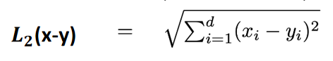 L₂(x-y) = √∑ᵈᵢ₌₁(xᵢ − yᵢ)²